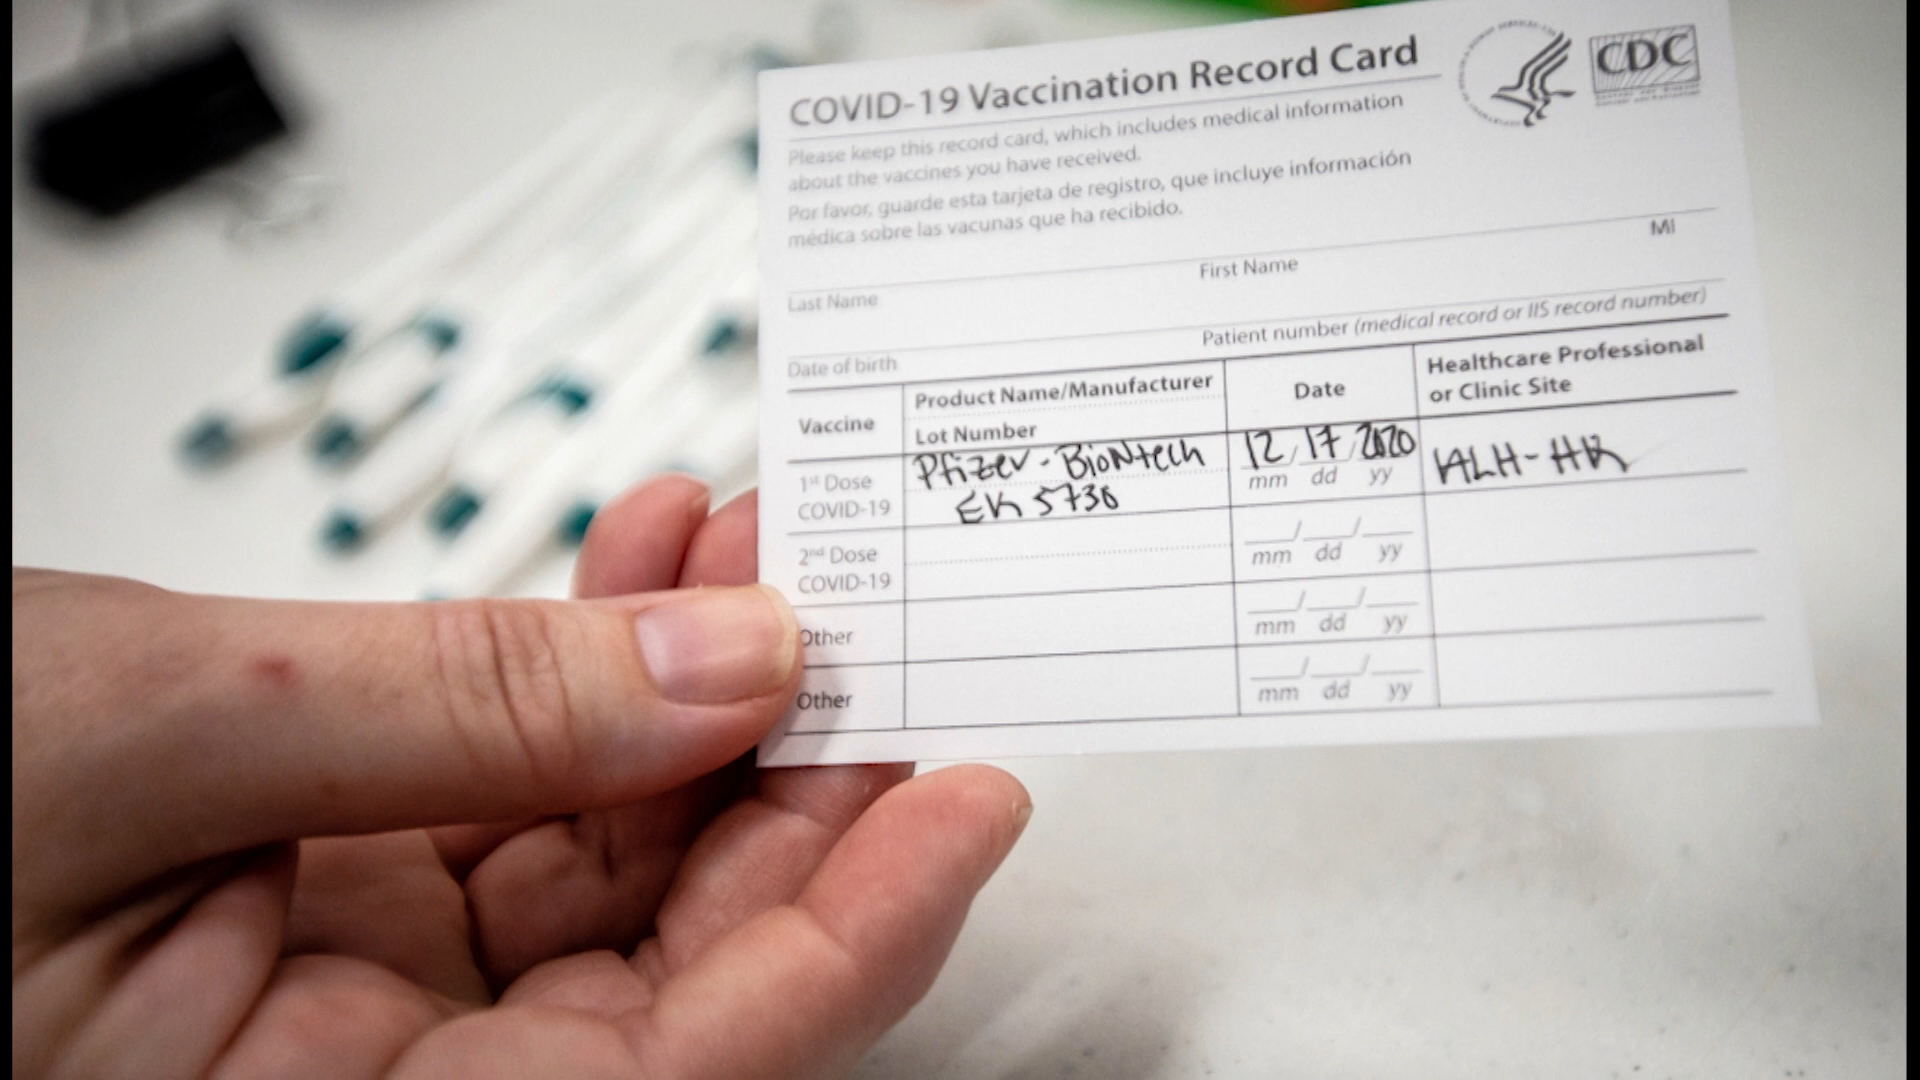 COVID-19 Vaccination Record Card
CDC
Please keep this record card, which includes medical information
about the vaccines you have received.
Por favor, guarde esta tarjeta de registro, que incluye información
médica sobre las vacunas que ha recibido.
Last Name First Name MI
Date of birth Patient number (medical record or IIS record number)
Vaccine
Product Name/Manufacturer
Lot Number
Date
Healthcare Professional
or Clinic Site
1st Dose
COVID-19
Pfizer-BioNtech
EK 5730
12/17/2020
mm dd yy
ALH-HK
2nd Dose
COVID-19
mm dd yy
Other
mm dd yy
Other
mm dd yy